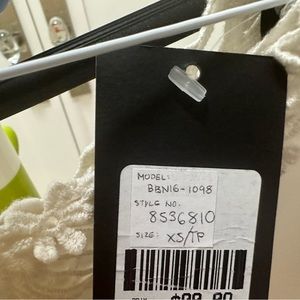 MODEL:
BBN16-1098
STYLE NO.
8536810
SIZE: XS/TP